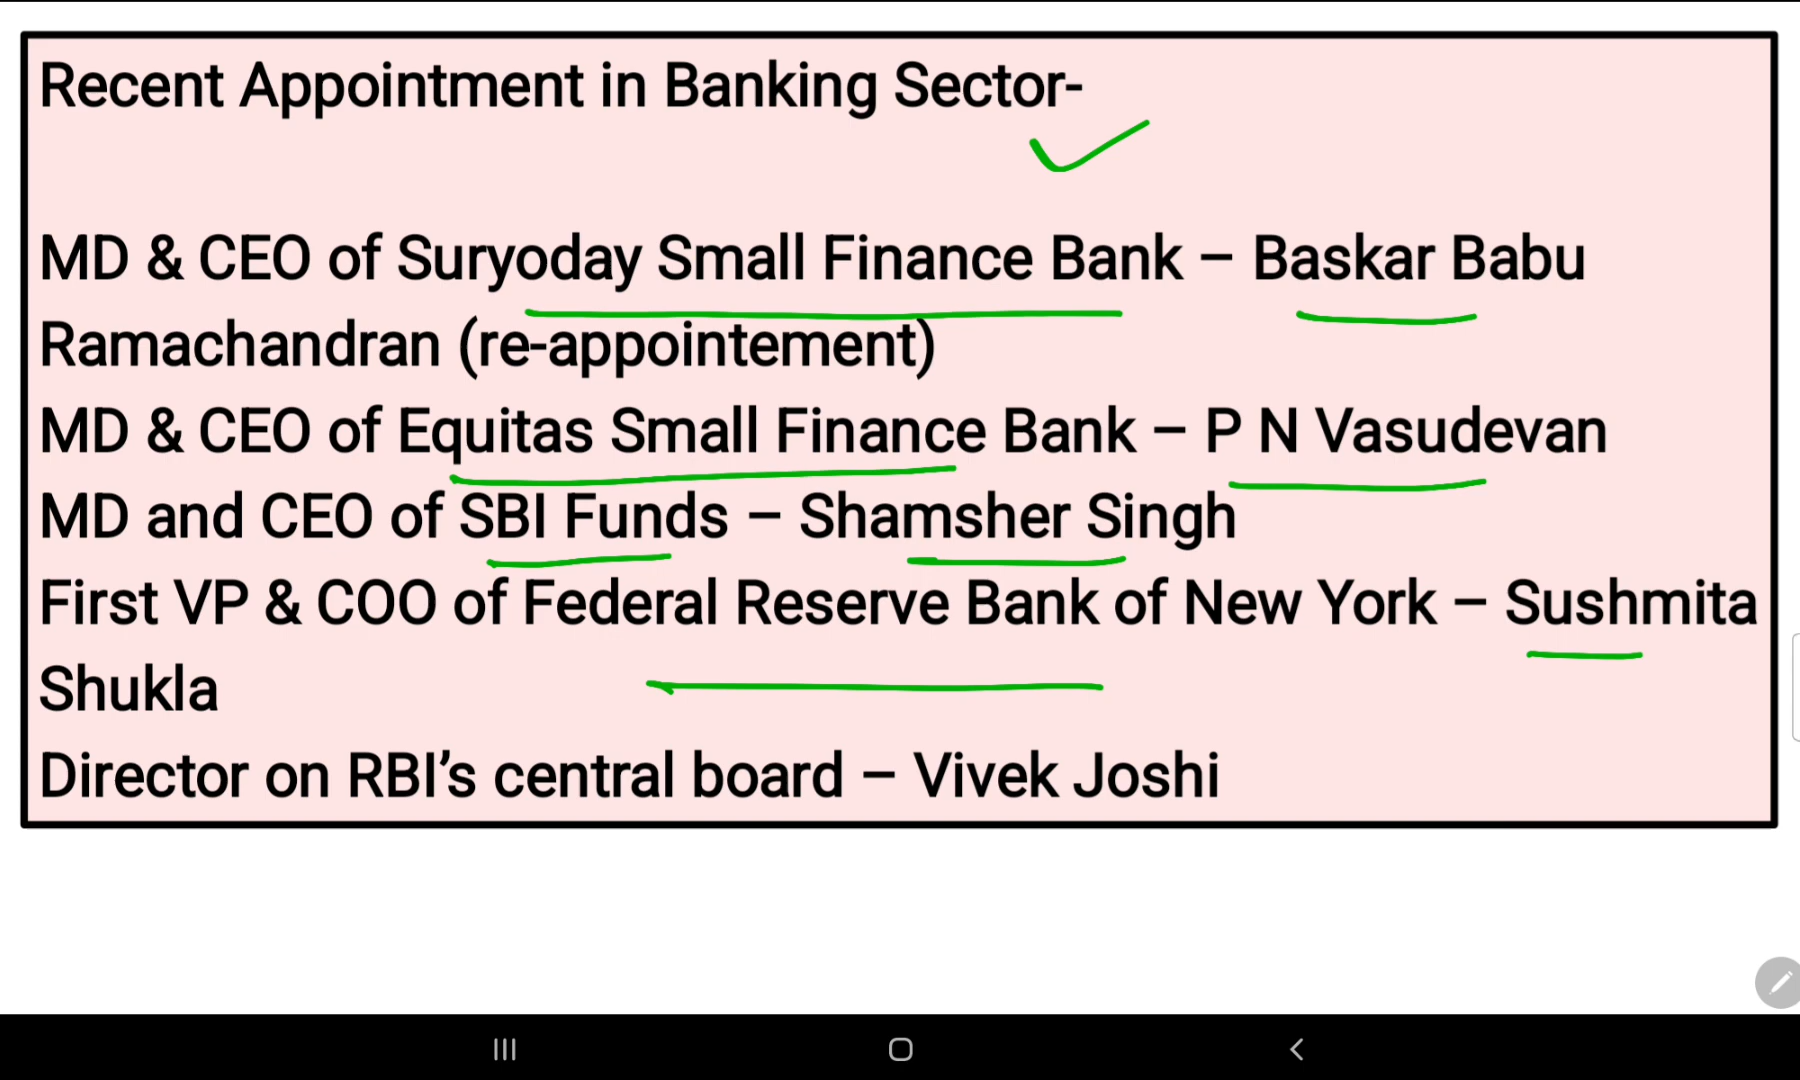 Recent Appointment in Banking Sector-
MD & CEO of Suryoday Small Finance Bank – Baskar Babu
Ramachandran (re-appointement)
MD & CEO of Equitas Small Finance Bank – P N Vasudevan
MD and CEO of SBI Funds – Shamsher Singh
First VP & COO of Federal Reserve Bank of New York – Sushmita
Shukla
Director on RBI’s central board – Vivek Joshi